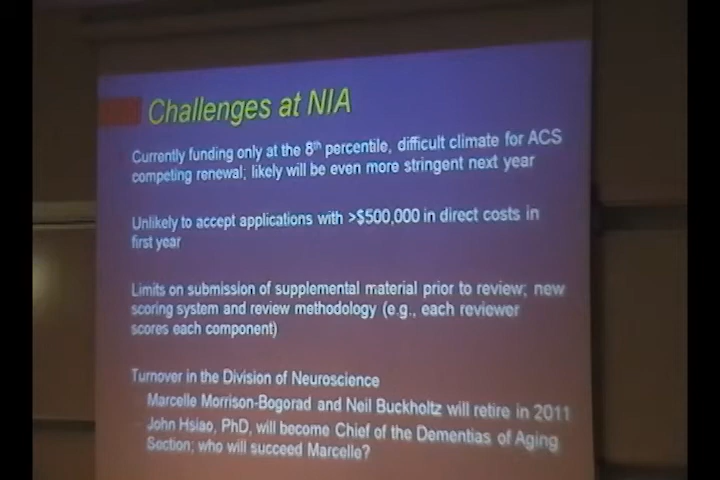 Challenges at NIA
Currently funding only at the 8th percentile, difficult climate for ACS
competing renewal; likely will be even more stringent next year
Unlikely to accept applications with >$500,000 in direct costs in
first year
Limits on submission of supplemental material prior to review; new
scoring system and review methodology (e.g., each reviewer
scores each component)
Turnover in the Division of Neuroscience
Marcelle Morrison-Bogorad and Neil Buckholtz will retire in 2011
John Hsiao, PhD, will become Chief of the Dementias of Aging
Section; who will succeed Marcelle?